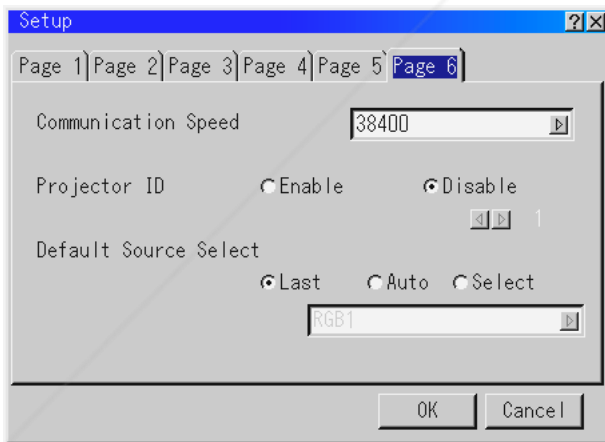 Setup
Page 1 Page 2 Page 3 Page 4 Page 5 Page 6
Communication Speed 38400
Projector ID Enable Disable
1
Default Source Select
Last Auto Select
RGB1
OK Cancel